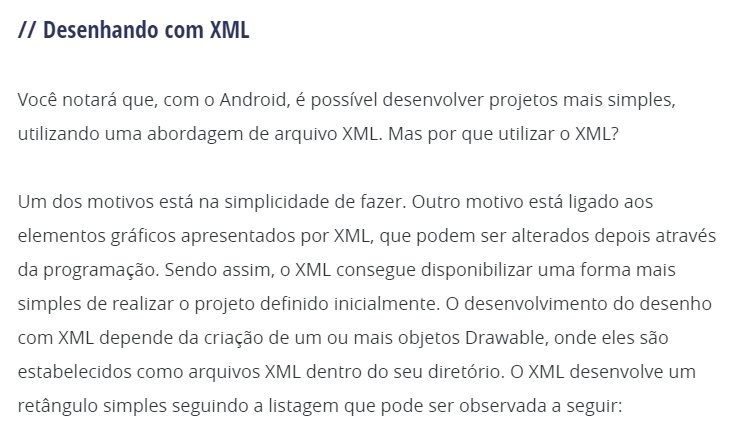 // Desenhando com XML
Você notará que, com o Android, é possível desenvolver projetos mais simples,
utilizando uma abordagem de arquivo XML. Mas por que utilizar o XML?
Um dos motivos está na simplicidade de fazer. Outro motivo está ligado aos
elementos gráficos apresentados por XML, que podem ser alterados depois através
da programação. Sendo assim, o XML consegue disponibilizar uma forma mais
simples de realizar o projeto definido inicialmente. O desenvolvimento do desenho
com XML depende da criação de um ou mais objetos Drawable, onde eles são
estabelecidos como arquivos XML dentro do seu diretório. O XML desenvolve um
retângulo simples seguindo a listagem que pode ser observada a seguir: